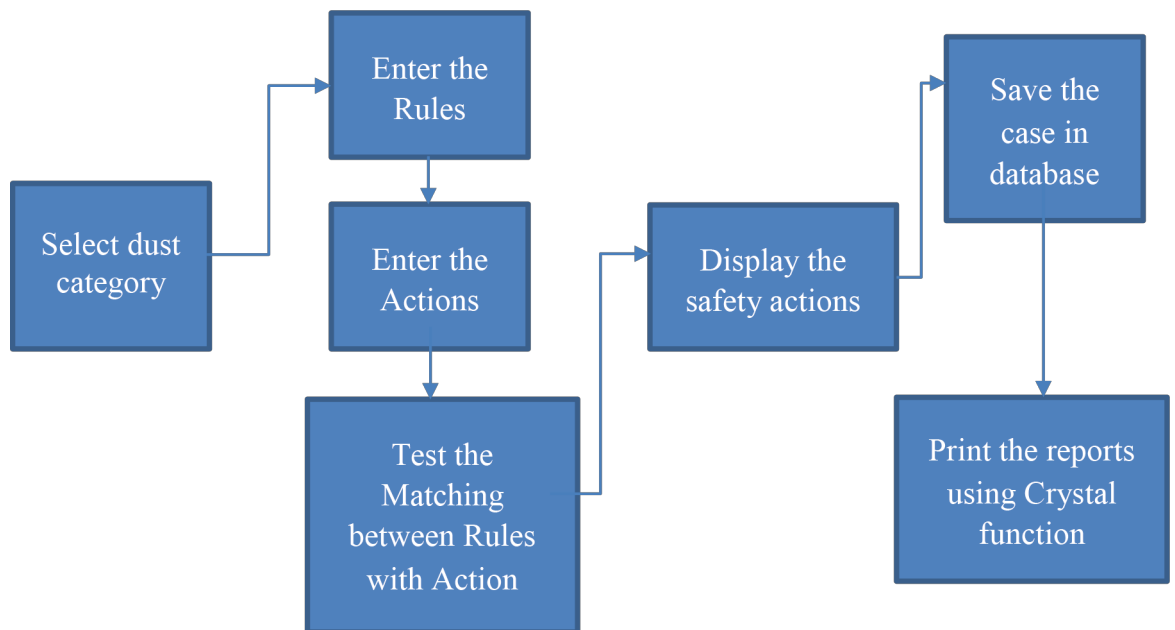 Select dust
category
Enter the
Rules
Enter the
Actions
Test the
Matching
between Rules
with Action
Display the
safety actions
Save the
case in
database
Print the reports
using Crystal
function